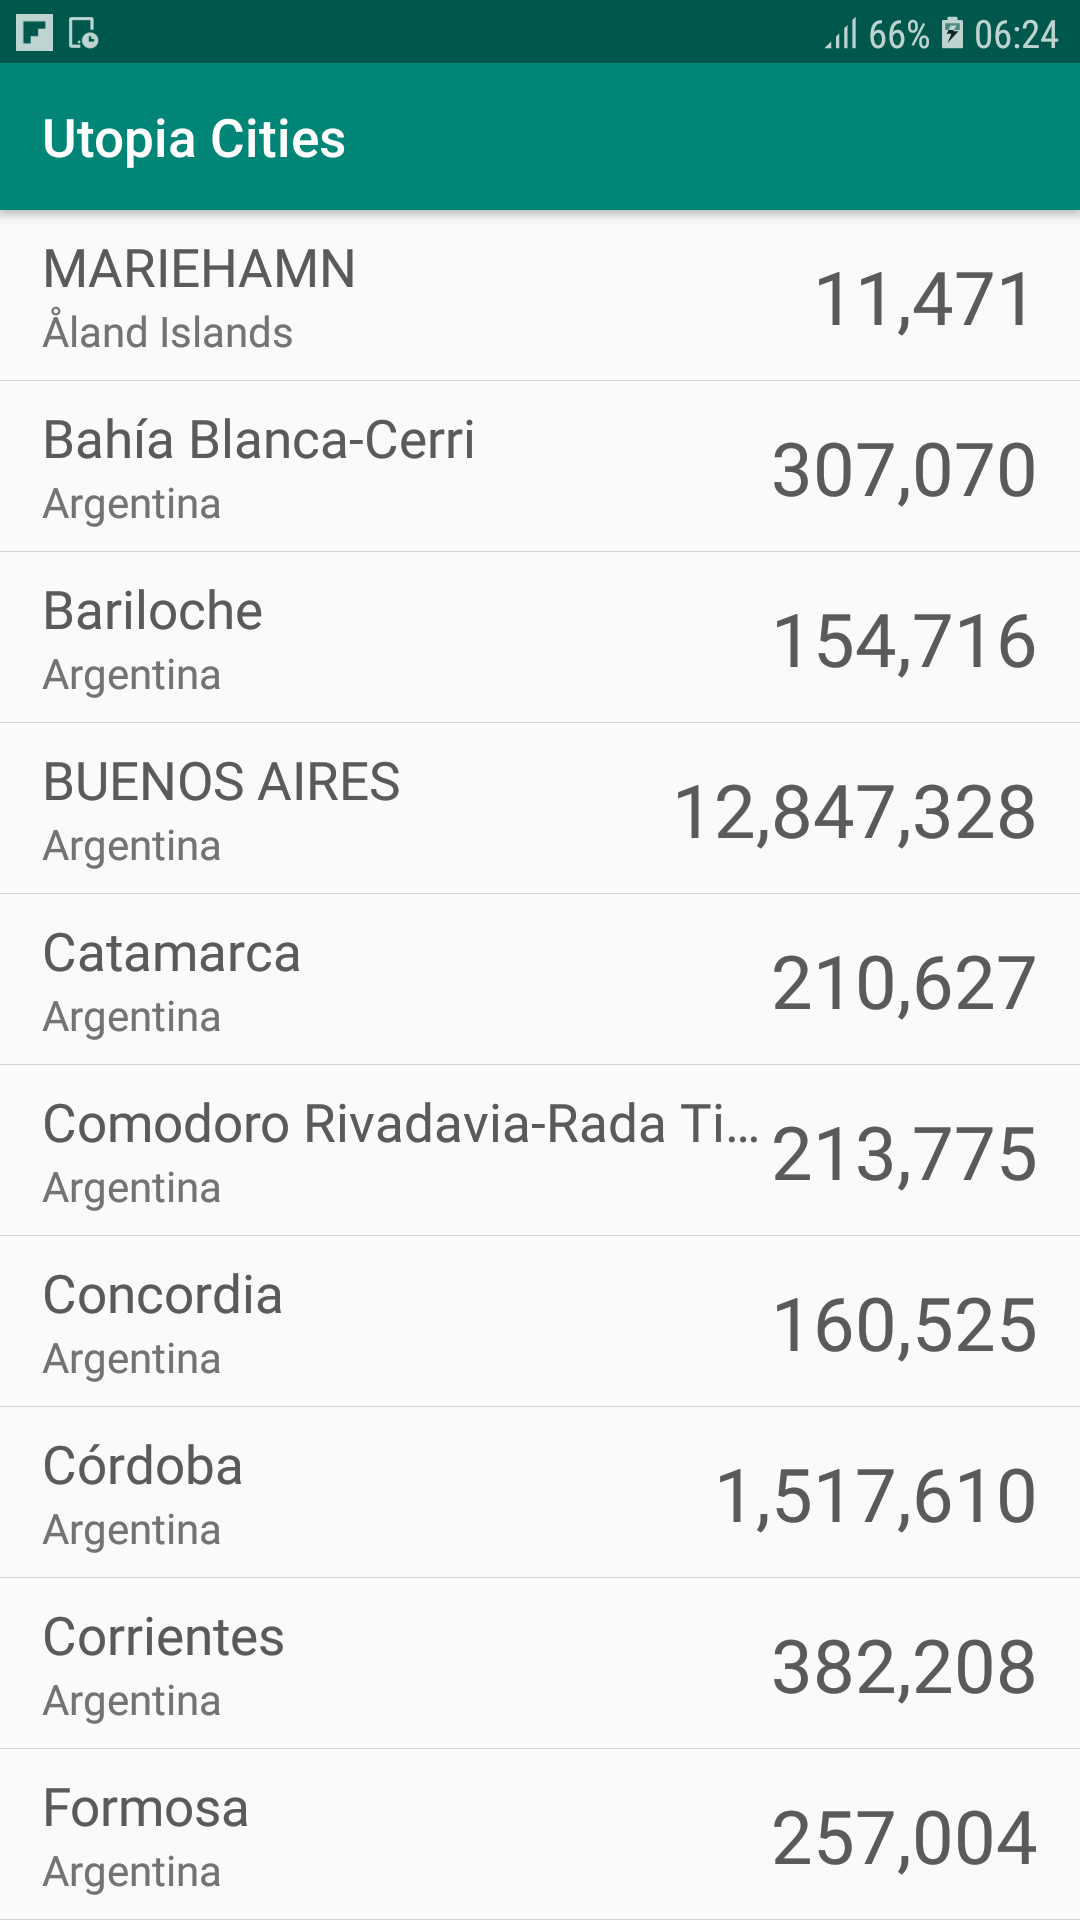 66% 06:24
Utopia Cities
MARIEHAMN
Åland Islands
11,471
Bahía Blanca-Cerri
Argentina
307,070
Bariloche
Argentina
154,716
BUENOS AIRES
Argentina
12,847,328
Catamarca
Argentina
210,627
Comodoro Rivadavia-Rada Ti...
Argentina
213,775
Concordia
Argentina
160,525
Córdoba
Argentina
1,517,610
Corrientes
Argentina
382,208
Formosa
Argentina
257,004